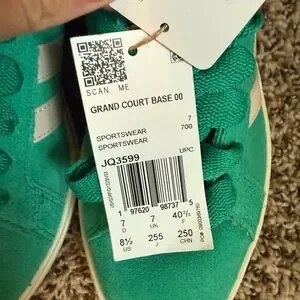 SCAN ME
GRAND COURT BASE 00
7
SPORTSWEAR 700
SPORTSWEAR
JQ3599 UPC
1 97620 98737 5
7 7 40⅔
D UK F
8½ 255 250
US J CHN